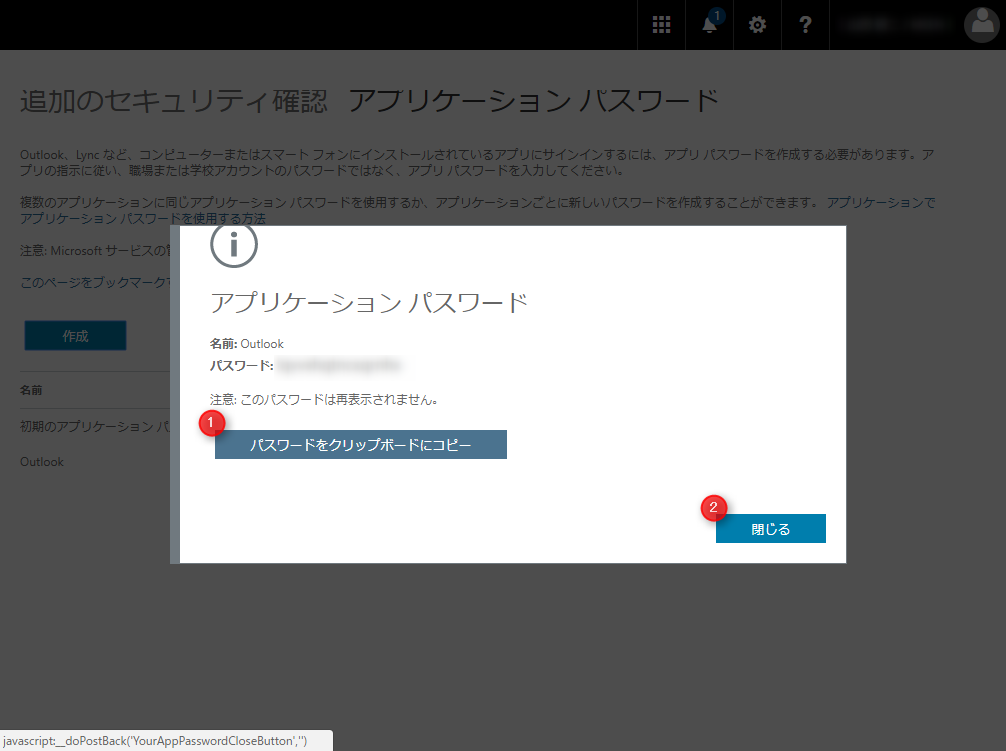 1
?
追加のセキュリティ確認 アプリケーション パスワード
Outlook、Lync など、コンピューターまたはスマート フォンにインストールされているアプリにサインインするには、アプリ パスワードを作成する必要があります。ア
プリの指示に従い、職場または学校アカウントのパスワードではなく、アプリ パスワードを入力してください。
複数のアプリケーションに同じアプリケーション パスワードを使用するか、アプリケーションごとに新しいパスワードを作成することができます。 アプリケーションで
アプリケーション パスワードを使用する方法
注意: Microsoft サービスの
このページをブックマーク
作成
名前
初期のアプリケーション パ
Outlook
アプリケーション パスワード
名前: Outlook
パスワード:
注意: このパスワードは再表示されません。
1
パスワードをクリップボードにコピー
2
閉じる
javascript:__doPostBack('YourAppPasswordCloseButton','')